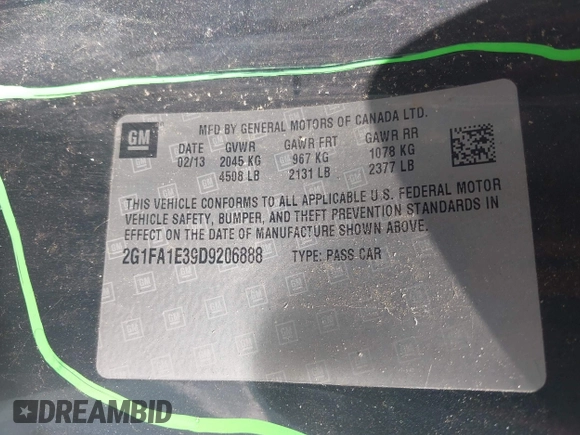 GM
MFD BY GENERAL MOTORS OF CANADA LTD.
DATE GVWR GAWR FRT GAWR RR
02/13 2045 KG 967 KG 1078 KG
4508 LB 2131 LB 2377 LB
THIS VEHICLE CONFORMS TO ALL APPLICABLE U.S. FEDERAL MOTOR
VEHICLE SAFETY, BUMPER, AND THEFT PREVENTION STANDARDS IN
EFFECT ON THE DATE OF MANUFACTURE SHOWN ABOVE.
2G1FA1E39D9206888 TYPE: PASS CAR
DREAMBID